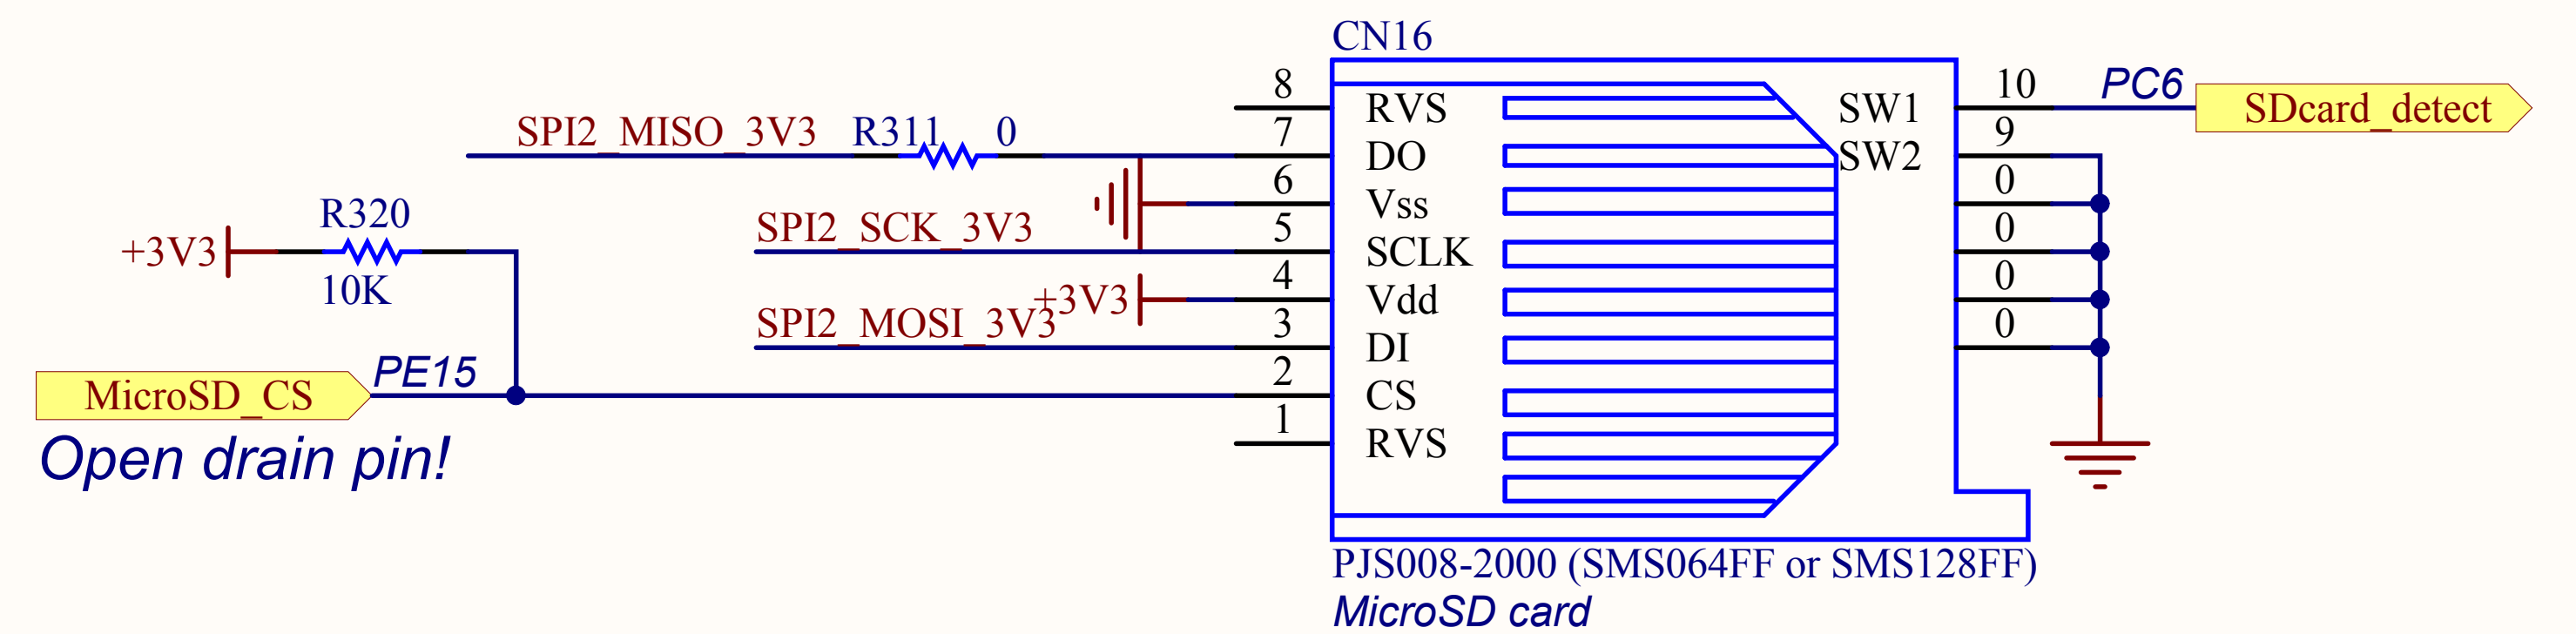 CN16
8
RVS
SW1
10
PC6
SDcard_detect
SPI2_MISO_3V3
R311
0
7
DO
SW2
9
6
Vss
0
R320
SPI2_SCK_3V3
5
SCLK
0
+3V3
10K
+3V3
4
Vdd
0
SPI2_MOSI_3V3
3
DI
0
MicroSD_CS
PE15
2
CS
Open drain pin!
1
RVS
PJS008-2000 (SMS064FF or SMS128FF)
MicroSD card